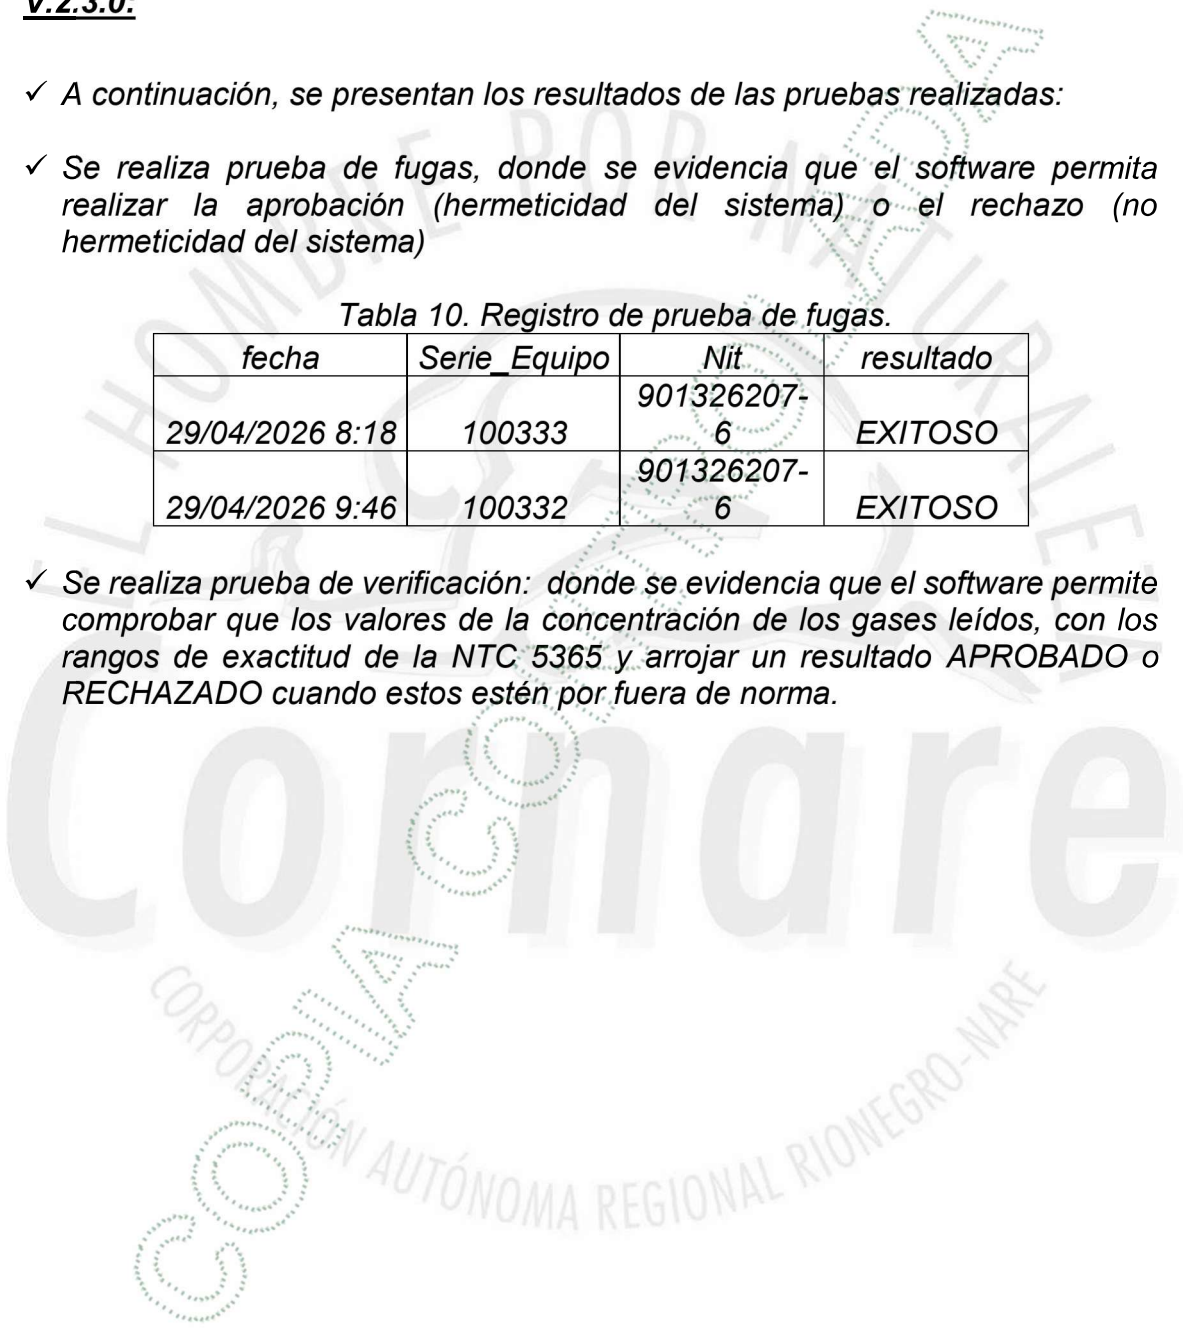 V.2.3.0:
✓ A continuación, se presentan los resultados de las pruebas realizadas:
✓ Se realiza prueba de fugas, donde se evidencia que el software permita
realizar la aprobación (hermeticidad del sistema) o el rechazo (no
hermeticidad del sistema)
Tabla 10. Registro de prueba de fugas.
fecha Serie_Equipo Nit resultado
901326207-
29/04/2026 8:18 100333 6 EXITOSO
901326207-
29/04/2026 9:46 100332 6 EXITOSO
✓ Se realiza prueba de verificación: donde se evidencia que el software permite
comprobar que los valores de la concentración de los gases leídos, con los
rangos de exactitud de la NTC 5365 y arrojar un resultado APROBADO o
RECHAZADO cuando estos estén por fuera de norma.
EL HOMBRE POR NATURALEZA
Cornare
CORPORACIÓN AUTÓNOMA REGIONAL RIONEGRO-NARE
COPIA CONTROLADA